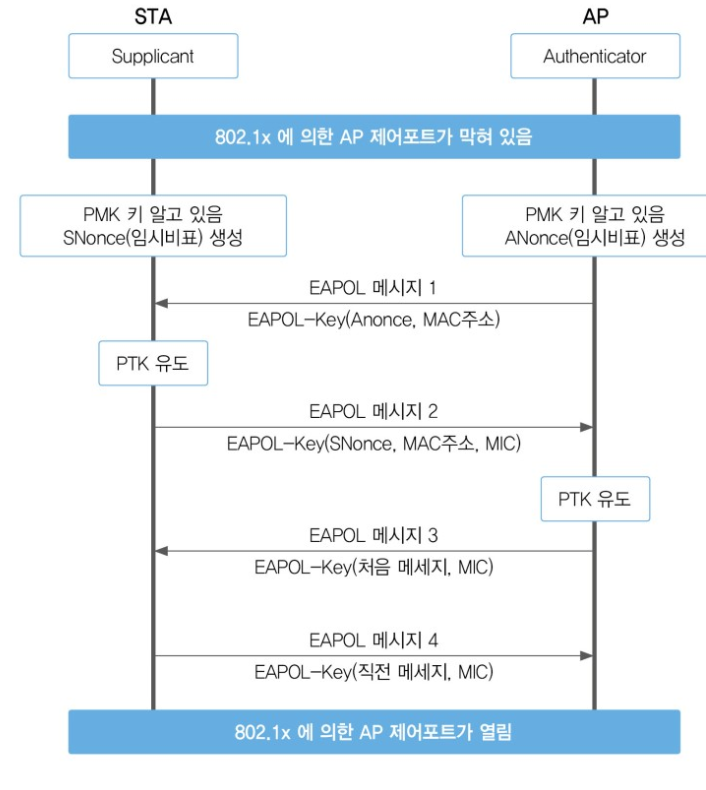 STA
AP
Supplicant
Authenticator
802.1x 에 의한 AP 제어포트가 막혀 있음
PMK 키 알고 있음
SNonce(임시비표) 생성
PMK 키 알고 있음
ANonce(임시비표) 생성
EAPOL 메시지 1
EAPOL-Key(Anonce, MAC주소)
PTK 유도
EAPOL 메시지 2
EAPOL-Key(SNonce, MAC주소, MIC)
PTK 유도
EAPOL 메시지 3
EAPOL-Key(처음 메세지, MIC)
EAPOL 메시지 4
EAPOL-Key(직전 메세지, MIC)
802.1x 에 의한 AP 제어포트가 열림